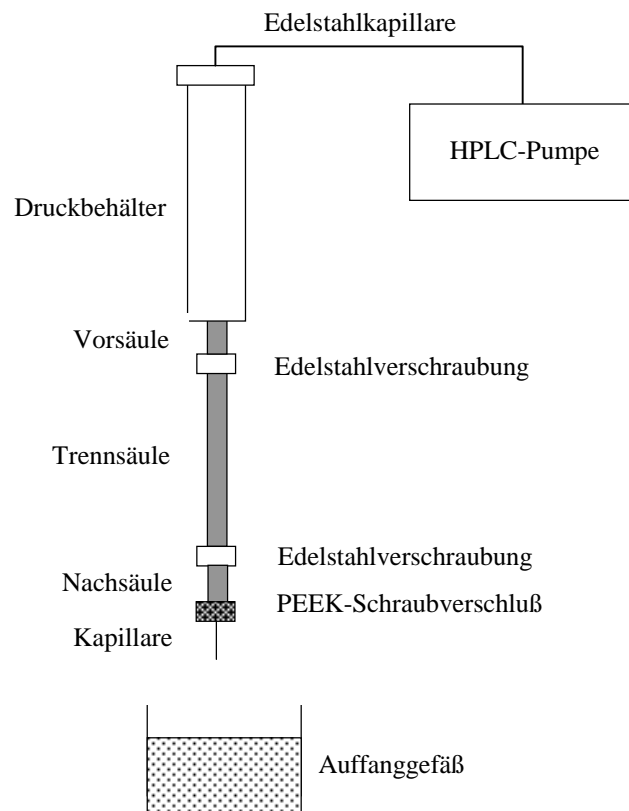 Edelstahlkapillare
HPLC-Pumpe
Druckbehälter
Vorsäule
Edelstahlverschraubung
Trennsäule
Edelstahlverschraubung
Nachsäule
PEEK-Schraubverschluß
Kapillare
Auffanggefäß